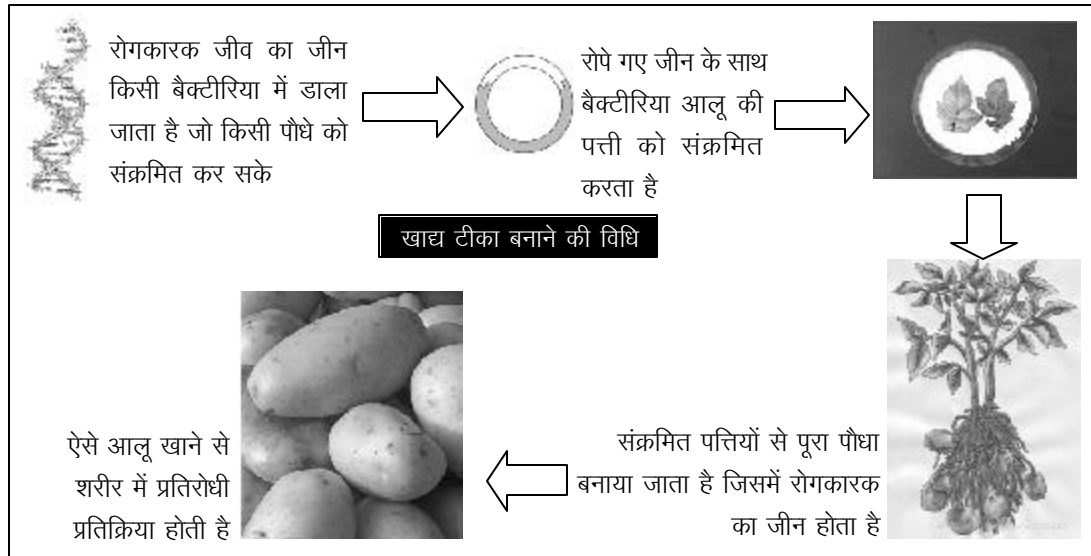 रोगकारक जीव का जीन
किसी बैक्टीरिया में डाला
जाता है जो किसी पौधे को
संक्रमित कर सके
रोपे गए जीन के साथ
बैक्टीरिया आलू की
पत्ती को संक्रमित
करता है
खाद्य टीका बनाने की विधि
संक्रमित पत्तियों से पूरा पौधा
बनाया जाता है जिसमें रोगकारक
का जीन होता है
ऐसे आलू खाने से
शरीर में प्रतिरोधी
प्रतिक्रिया होती है